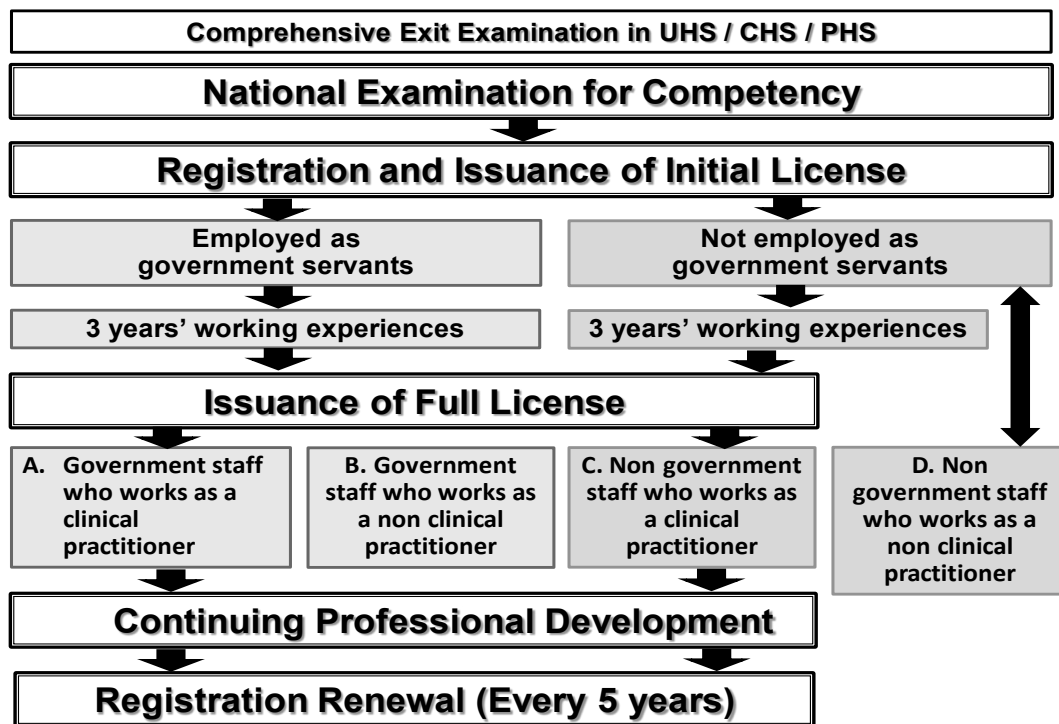 Comprehensive Exit Examination in UHS / CHS / PHS
National Examination for Competency
Registration and Issuance of Initial License
Employed as
government servants
Not employed as
government servants
3 years’ working experiences
3 years’ working experiences
Issuance of Full License
A. Government staff
who works as a
clinical
practitioner
B. Government
staff who works as
a non clinical
practitioner
C. Non government
staff who works as
a clinical
practitioner
D. Non
government staff
who works as a
non clinical
practitioner
Continuing Professional Development
Registration Renewal (Every 5 years)